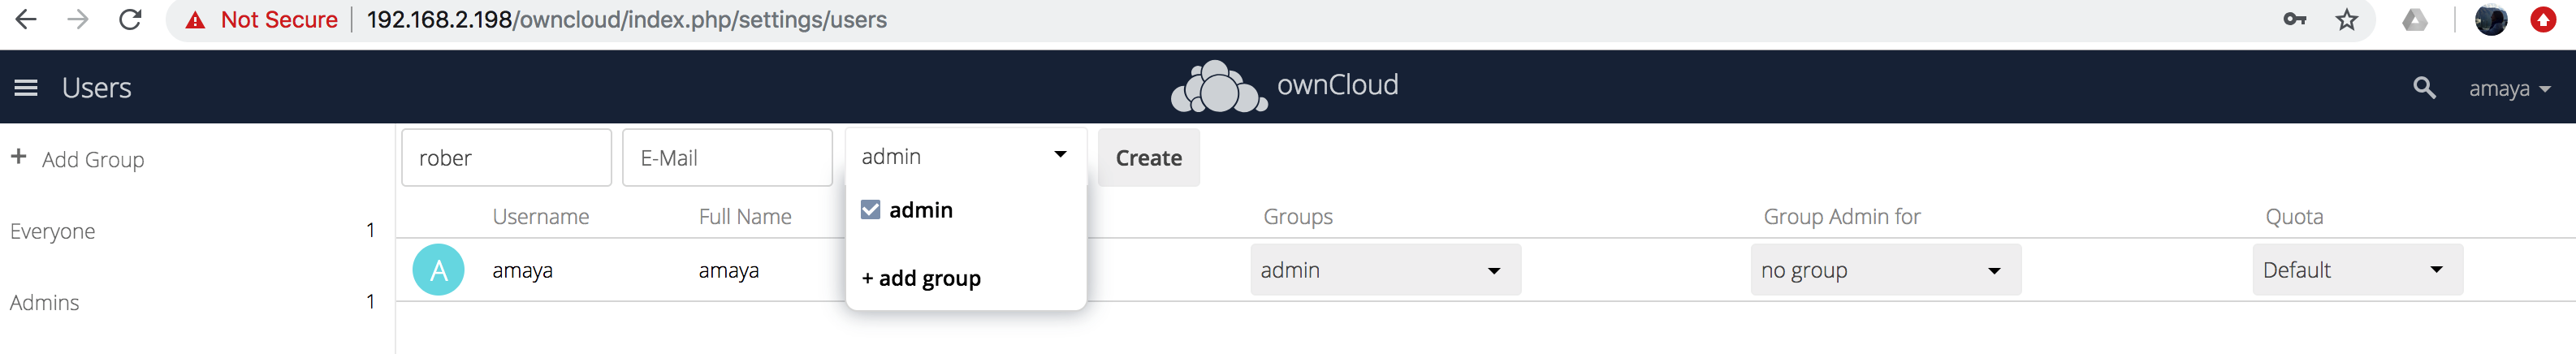 Not Secure 192.168.2.198/owncloud/index.php/settings/users
Users ownCloud amaya
+ Add Group rober E-Mail admin Create
admin
Username Full Name Groups Group Admin for Quota
Everyone 1
A amaya amaya admin no group Default
+ add group
Admins 1